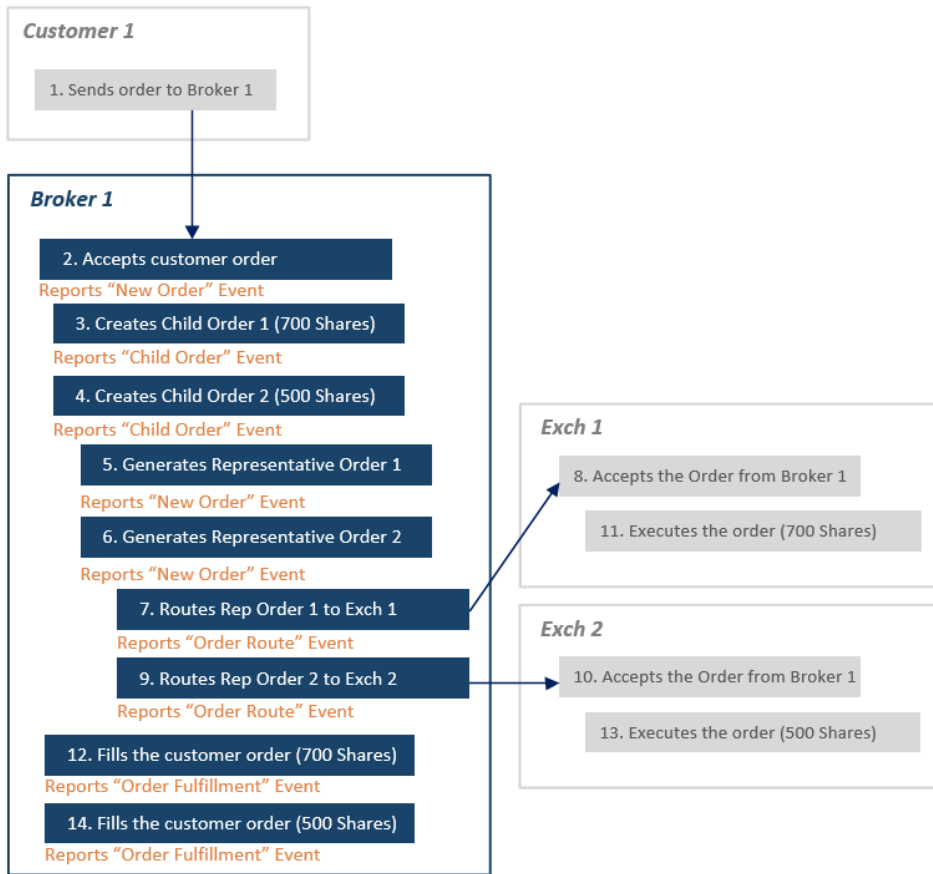 Customer 1
1. Sends order to Broker 1
Broker 1
2. Accepts customer order
Reports “New Order” Event
3. Creates Child Order 1 (700 Shares)
Reports “Child Order” Event
4. Creates Child Order 2 (500 Shares)
Reports “Child Order” Event
5. Generates Representative Order 1
Reports “New Order” Event
6. Generates Representative Order 2
Reports “New Order” Event
7. Routes Rep Order 1 to Exch 1
Reports “Order Route” Event
9. Routes Rep Order 2 to Exch 2
Reports “Order Route” Event
12. Fills the customer order (700 Shares)
Reports “Order Fulfillment” Event
14. Fills the customer order (500 Shares)
Reports “Order Fulfillment” Event
Exch 1
8. Accepts the Order from Broker 1
11. Executes the order (700 Shares)
Exch 2
10. Accepts the Order from Broker 1
13. Executes the order (500 Shares)